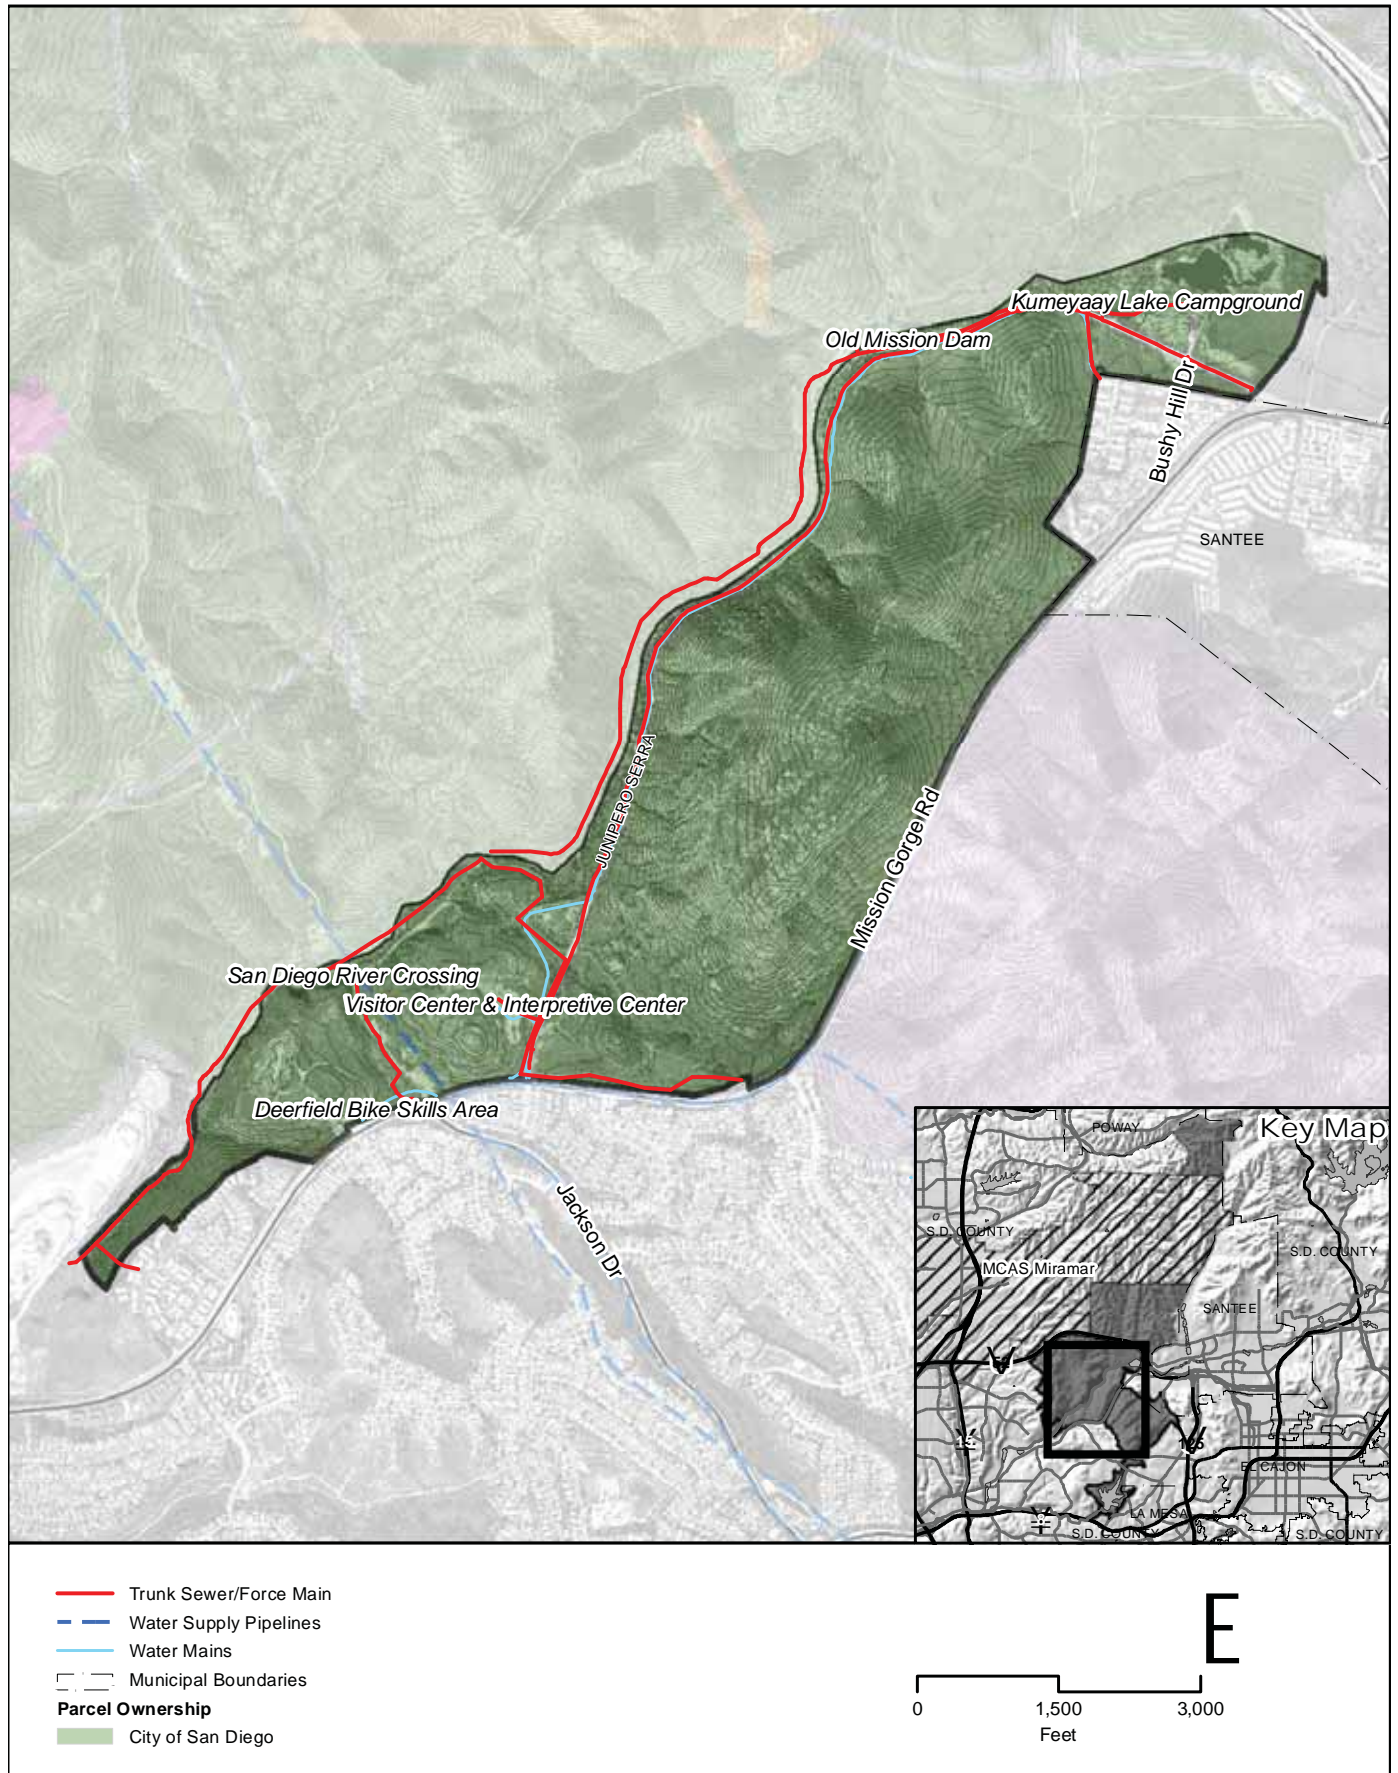 Kumeyaay Lake Campground
Old Mission Dam
Bushy Hill Dr
SANTEE
JUNIPERO SERRA
Mission Gorge Rd
San Diego River Crossing
Visitor Center & Interpretive Center
Deerfield Bike Skills Area
Jackson Dr
Key Map
POWAY
S.D. COUNTY
S.D. COUNTY
MCAS Miramar
SANTEE
EL CAJON
LA MESA
S.D. COUNTY
S.D. COUNTY
Trunk Sewer/Force Main
Water Supply Pipelines
Water Mains
Municipal Boundaries
Parcel Ownership
City of San Diego
E
0 1,500 3,000
Feet